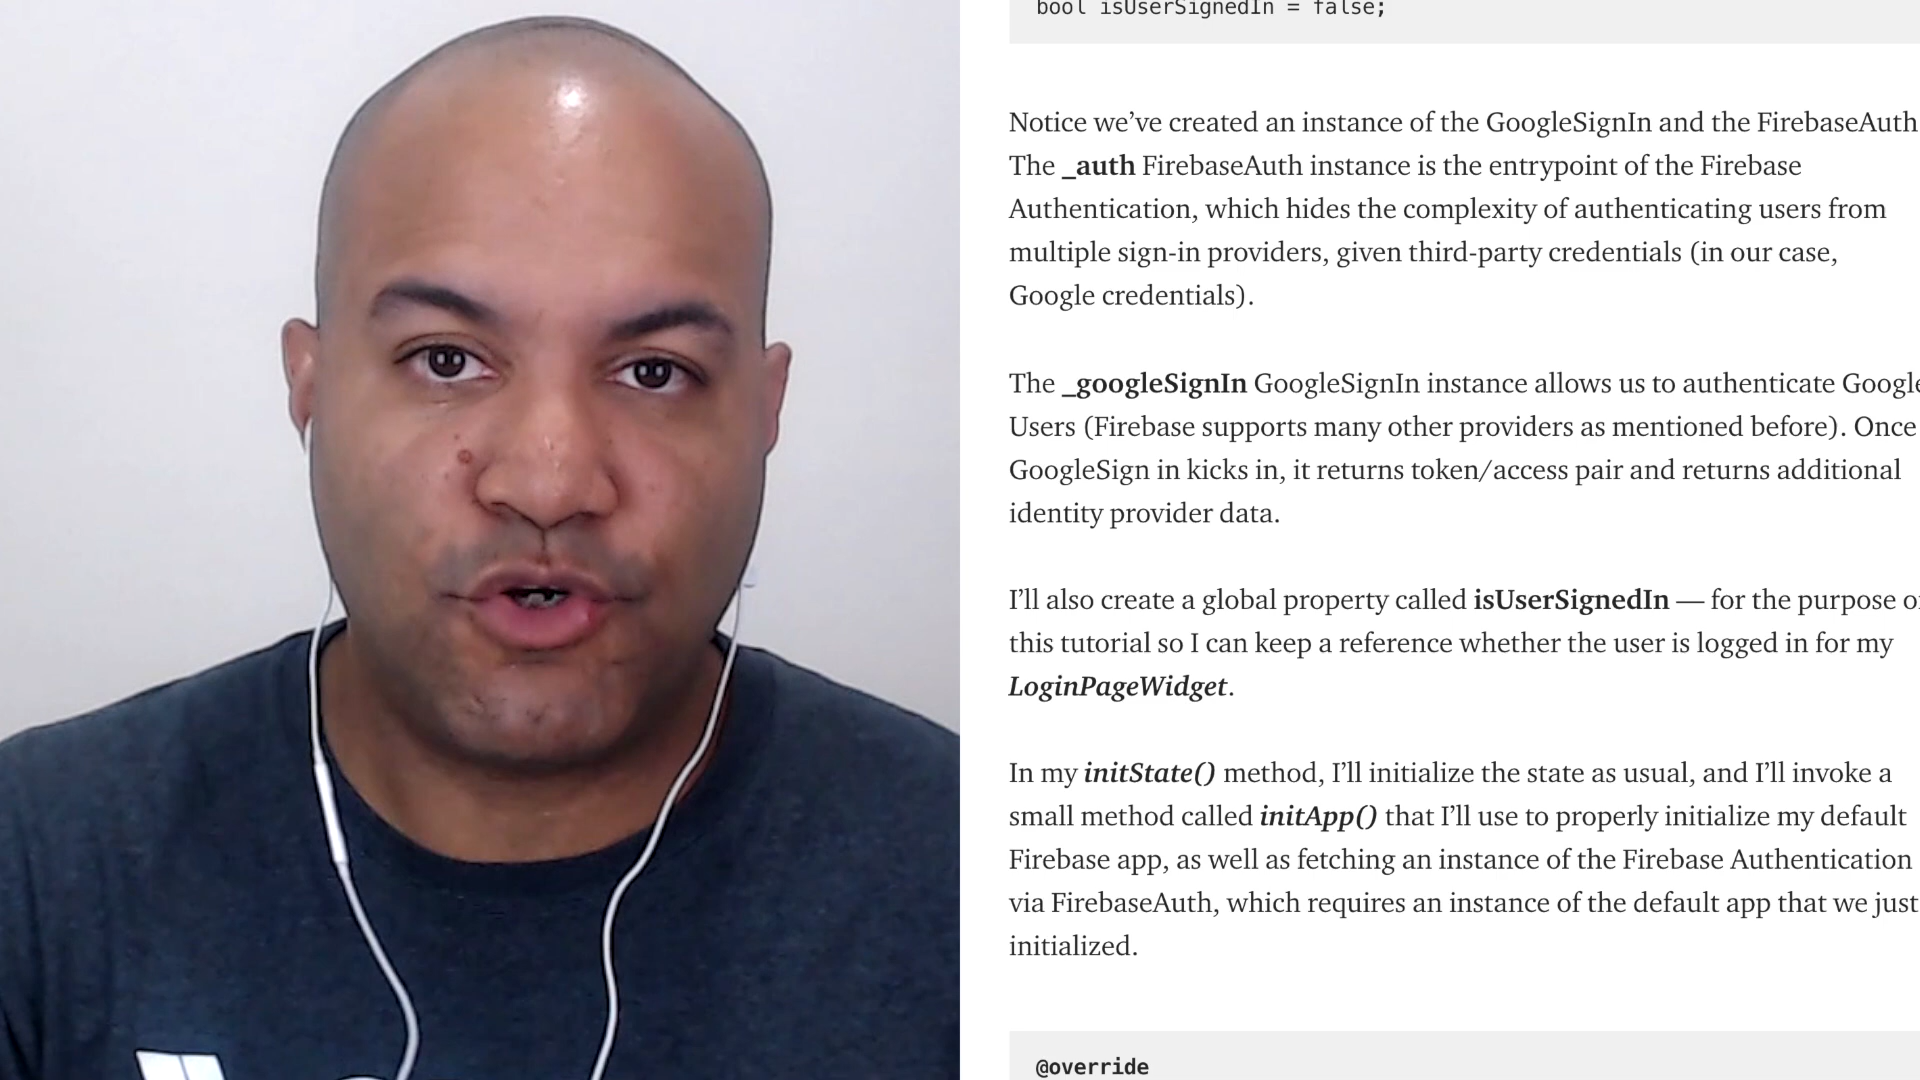 bool isUserSignedIn = false;
Notice we’ve created an instance of the GoogleSignIn and the FirebaseAuth
The _auth FirebaseAuth instance is the entrypoint of the Firebase
Authentication, which hides the complexity of authenticating users from
multiple sign-in providers, given third-party credentials (in our case,
Google credentials).
The _googleSignIn GoogleSignIn instance allows us to authenticate Google
Users (Firebase supports many other providers as mentioned before). Once
GoogleSign in kicks in, it returns token/access pair and returns additional
identity provider data.
I’ll also create a global property called isUserSignedIn — for the purpose of
this tutorial so I can keep a reference whether the user is logged in for my
LoginPageWidget.
In my initState() method, I’ll initialize the state as usual, and I’ll invoke a
small method called initApp() that I’ll use to properly initialize my default
Firebase app, as well as fetching an instance of the Firebase Authentication
via FirebaseAuth, which requires an instance of the default app that we just
initialized.
@override